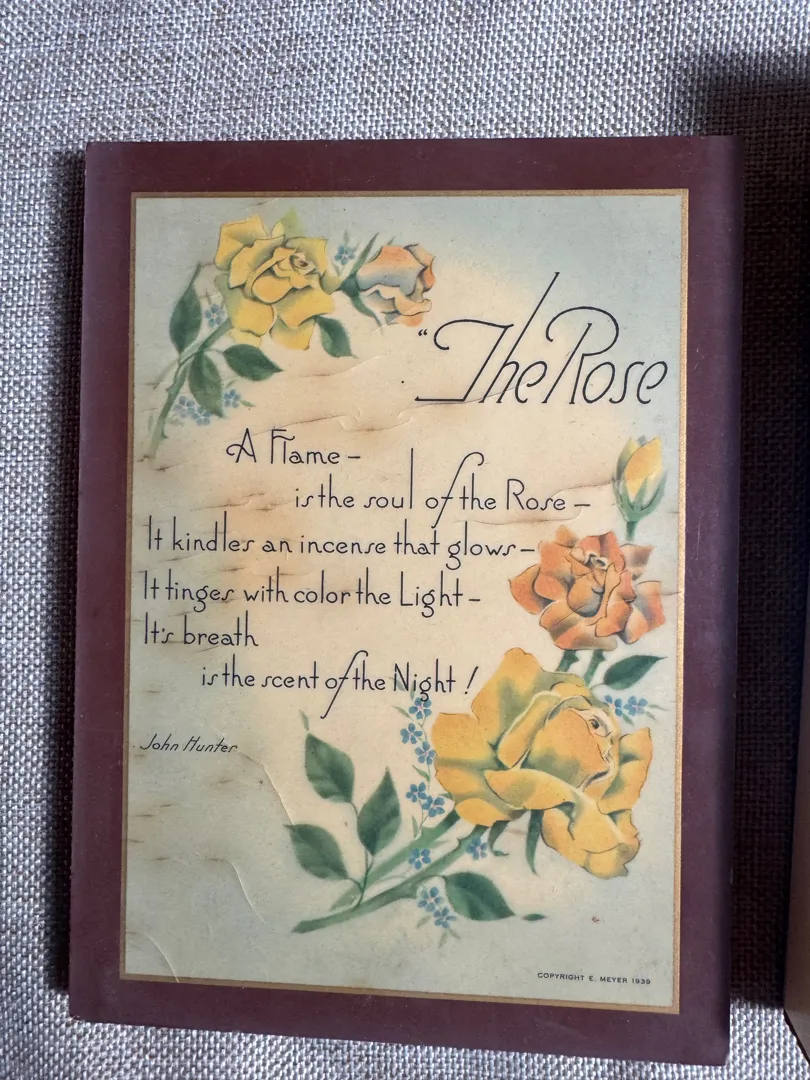 "The Rose
A Flame –
is the soul of the Rose –
It kindles an incense that glows –
It tinges with color the Light –
It's breath
is the scent of the Night !
John Hunter
COPYRIGHT E. MEYER 1939